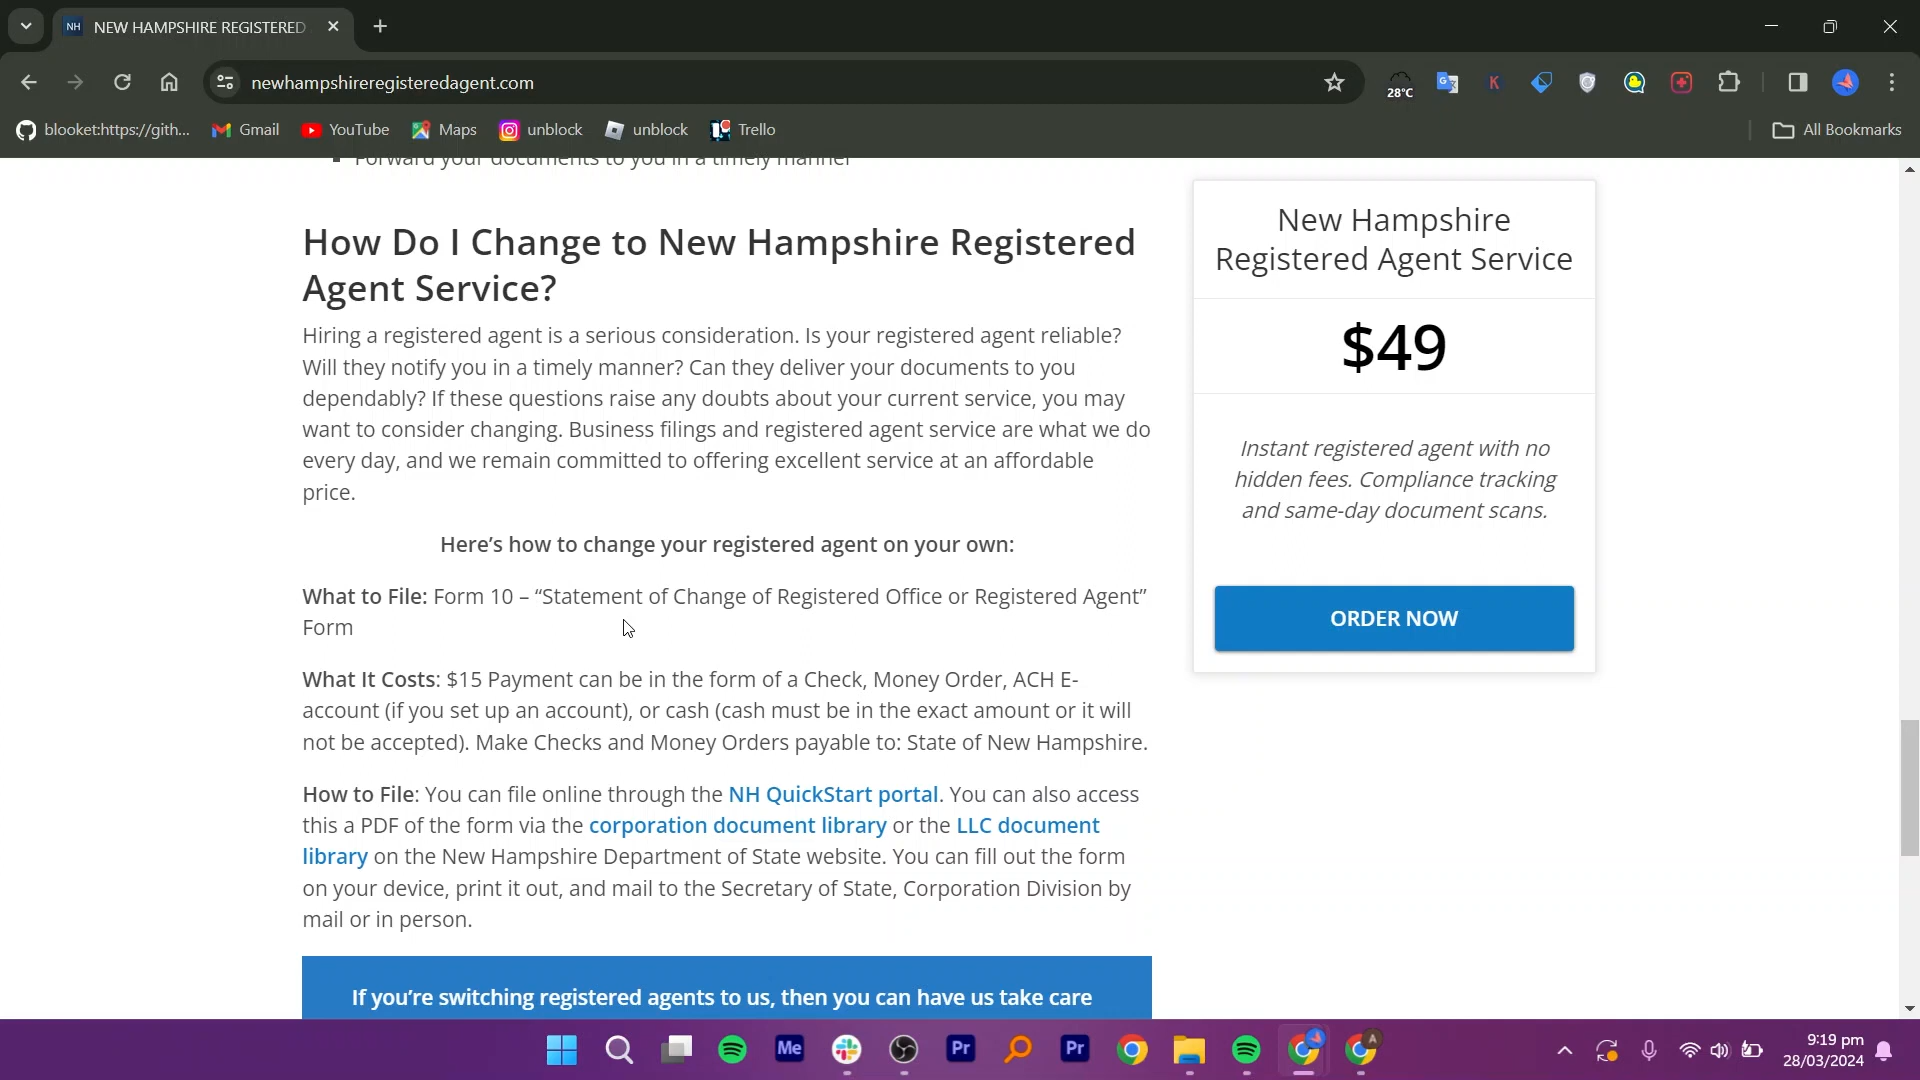 NH NEW HAMPSHIRE REGISTERED
newhampshireregisteredagent.com
28°C
K
blooket:https://gith...
Gmail
YouTube
Maps
unblock
unblock
Trello
All Bookmarks
Forward your documents to you in a timely manner
How Do I Change to New Hampshire Registered
Agent Service?
Hiring a registered agent is a serious consideration. Is your registered agent reliable?
Will they notify you in a timely manner? Can they deliver your documents to you
dependably? If these questions raise any doubts about your current service, you may
want to consider changing. Business filings and registered agent service are what we do
every day, and we remain committed to offering excellent service at an affordable
price.
Here’s how to change your registered agent on your own:
What to File: Form 10 – “Statement of Change of Registered Office or Registered Agent”
Form
What It Costs: $15 Payment can be in the form of a Check, Money Order, ACH E-
account (if you set up an account), or cash (cash must be in the exact amount or it will
not be accepted). Make Checks and Money Orders payable to: State of New Hampshire.
How to File: You can file online through the NH QuickStart portal. You can also access
this a PDF of the form via the corporation document library or the LLC document
library on the New Hampshire Department of State website. You can fill out the form
on your device, print it out, and mail to the Secretary of State, Corporation Division by
mail or in person.
If you’re switching registered agents to us, then you can have us take care
New Hampshire
Registered Agent Service
$49
Instant registered agent with no
hidden fees. Compliance tracking
and same-day document scans.
ORDER NOW
Me
Pr
Pr
A
9:19 pm
28/03/2024